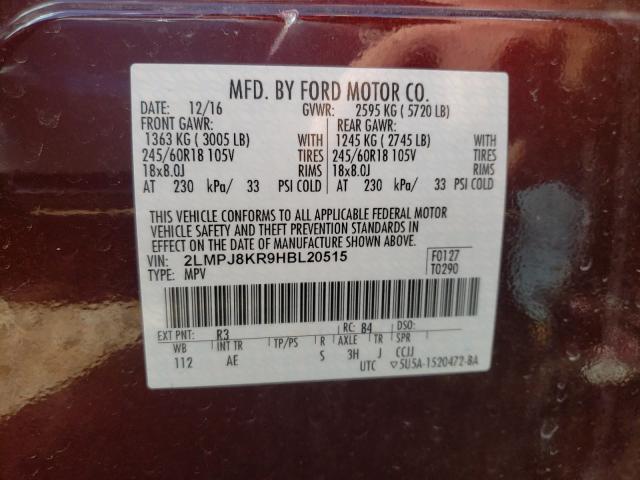 MFD. BY FORD MOTOR CO.
DATE: 12/16 GVWR: 2595 KG ( 5720 LB)
FRONT GAWR: REAR GAWR:
1363 KG ( 3005 LB) WITH 1245 KG ( 2745 LB) WITH
245/60R18 105V TIRES 245/60R18 105V TIRES
18x8.0J RIMS 18x8.0J RIMS
AT 230 kPa/ 33 PSI COLD AT 230 kPa/ 33 PSI COLD
THIS VEHICLE CONFORMS TO ALL APPLICABLE FEDERAL MOTOR
VEHICLE SAFETY AND THEFT PREVENTION STANDARDS IN
EFFECT ON THE DATE OF MANUFACTURE SHOWN ABOVE.
VIN: 2LMPJ8KR9HBL20515 F0127
TYPE: MPV T0290
EXT PNT: R3 RC: 84 DSO:
WB INT TR TP/PS R AXLE TR SPR
112 AE S 3H J CCJJ
UTC ▽5U5A-1520472-BA